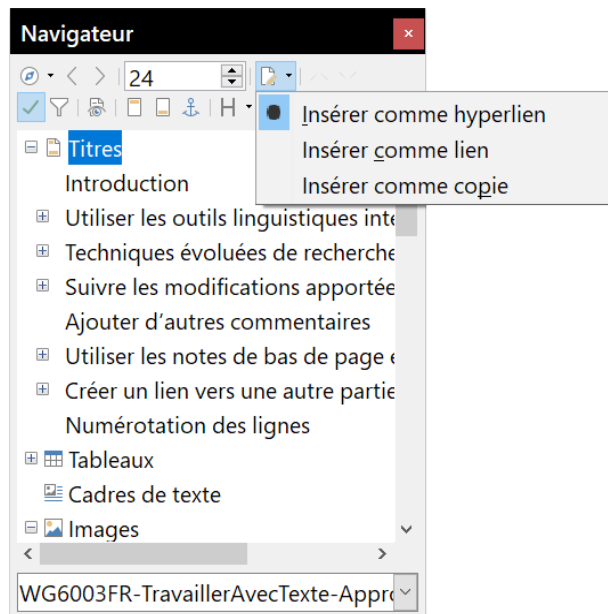 Navigateur
24
H
Insérer comme hyperlien
Insérer comme lien
Insérer comme copie
Titres
Introduction
Utiliser les outils linguistiques
Techniques évoluées de recherche
Suivre les modifications apportée
Ajouter d'autres commentaires
Utiliser les notes de bas de page
Créer un lien vers une autre partie
Numérotation des lignes
Tableaux
Cadres de texte
Images
WG6003FR-TravaillerAvecTexte-Appro